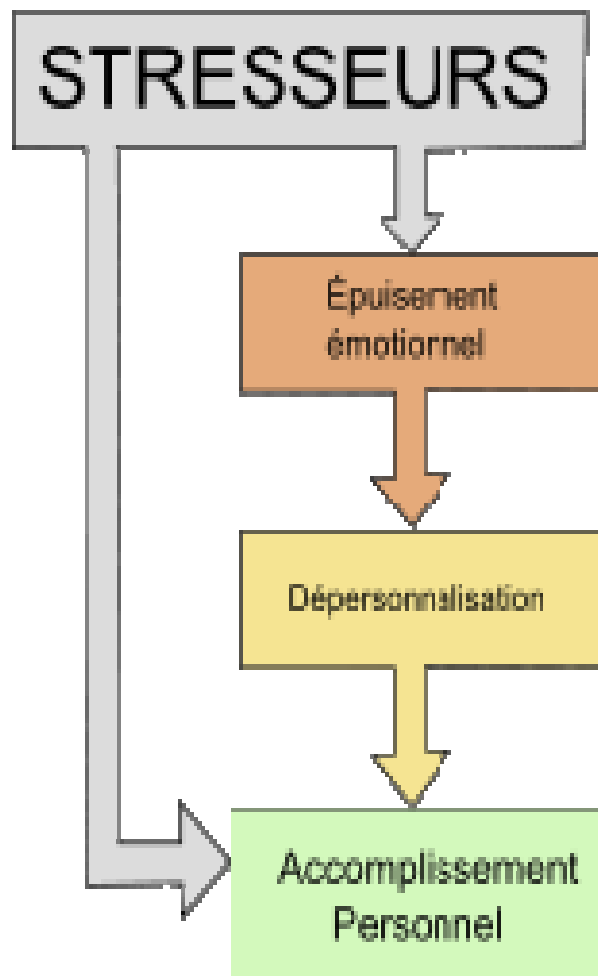 STRESSEURS
Épuisement
émotionnel
Dépersonnalisation
Accomplissement
Personnel